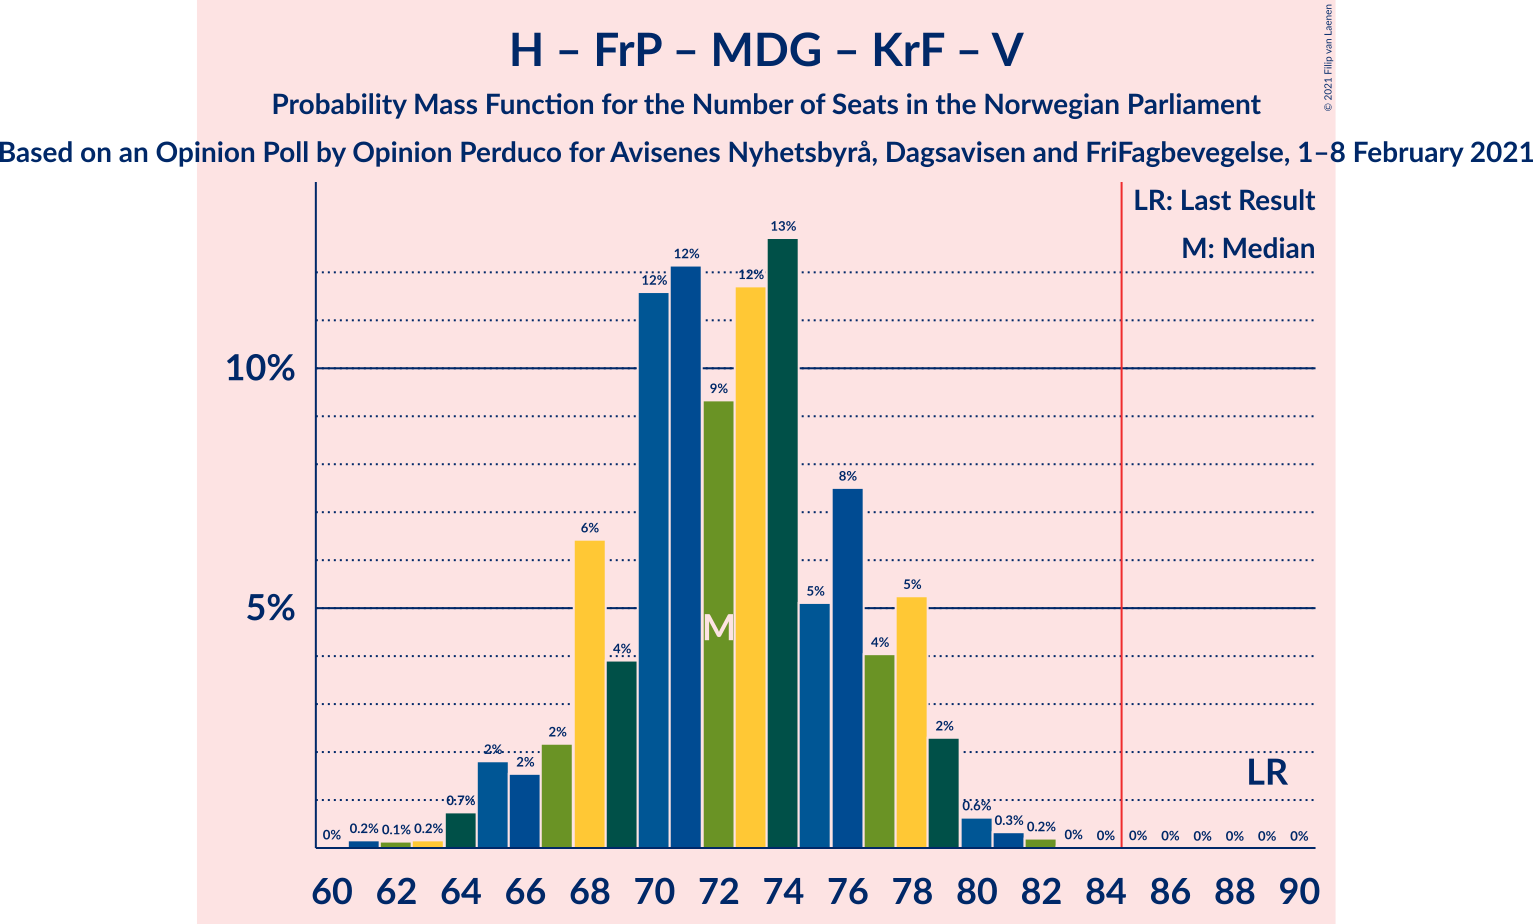 H – FrP – MDG – KrF – V
© 2021 Filip van Laenen
Probability Mass Function for the Number of Seats in the Norwegian Parliament
Based on an Opinion Poll by Opinion Perduco for Avisenes Nyhetsbyrå, Dagsavisen and FriFagbevegelse, 1–8 February 2021
LR: Last Result
M: Median
10%
5%
0% 0.2% 0.1% 0.2% 0.7% 2% 2% 2% 6% 4% 12% 12% 9% 12% 13% 5% 8% 4% 5% 2% 0.6% 0.3% 0.2% 0% 0% 0% 0% 0% 0% 0% 0%
M
LR
60 62 64 66 68 70 72 74 76 78 80 82 84 86 88 90